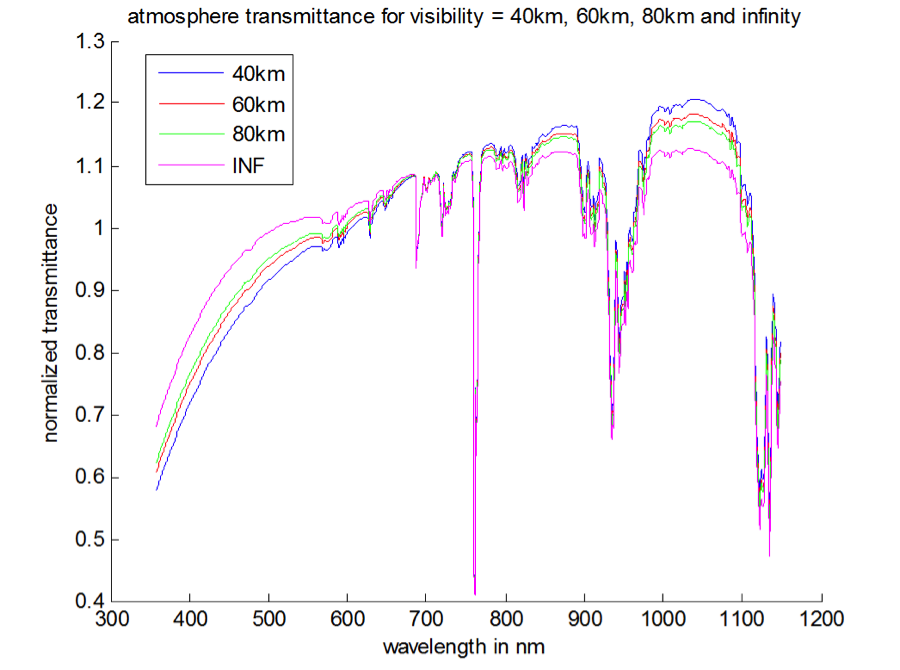 atmosphere transmittance for visibility = 40km, 60km, 80km and infinity
1.3
1.2
1.1
1
0.9
0.8
0.7
0.6
0.5
0.4
normalized transmittance
40km
60km
80km
INF
300 400 500 600 700 800 900 1000 1100 1200
wavelength in nm